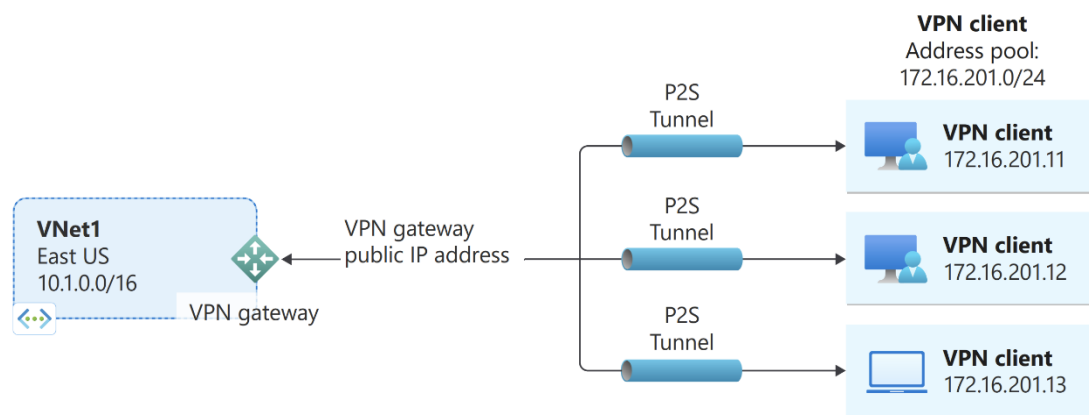 VPN client
Address pool:
172.16.201.0/24
P2S
Tunnel
VPN client
172.16.201.11
VNet1
East US
10.1.0.0/16
VPN gateway
VPN gateway
public IP address
P2S
Tunnel
VPN client
172.16.201.12
P2S
Tunnel
VPN client
172.16.201.13